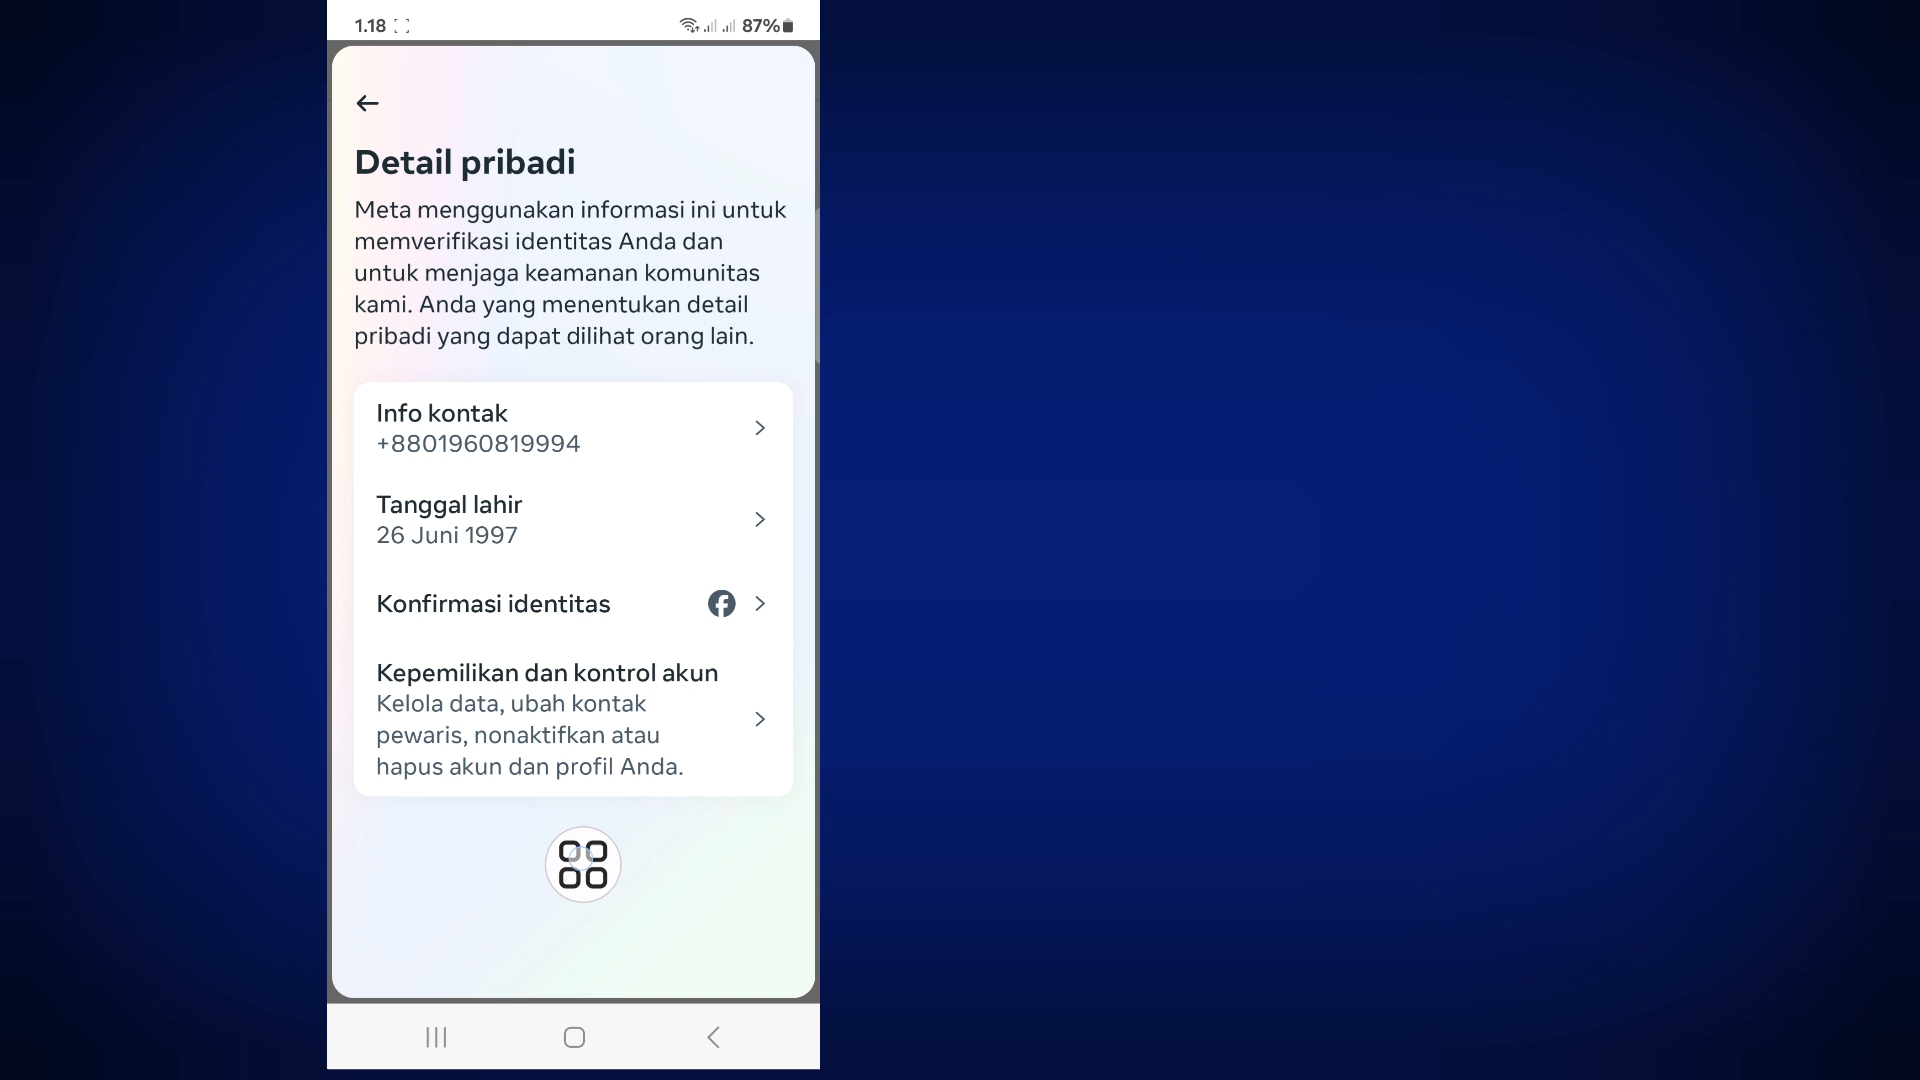 1.18
87%
Detail pribadi
Meta menggunakan informasi ini untuk
memverifikasi identitas Anda dan
untuk menjaga keamanan komunitas
kami. Anda yang menentukan detail
pribadi yang dapat dilihat orang lain.
Info kontak
+8801960819994
Tanggal lahir
26 Juni 1997
Konfirmasi identitas
Kepemilikan dan kontrol akun
Kelola data, ubah kontak
pewaris, nonaktifkan atau
hapus akun dan profil Anda.